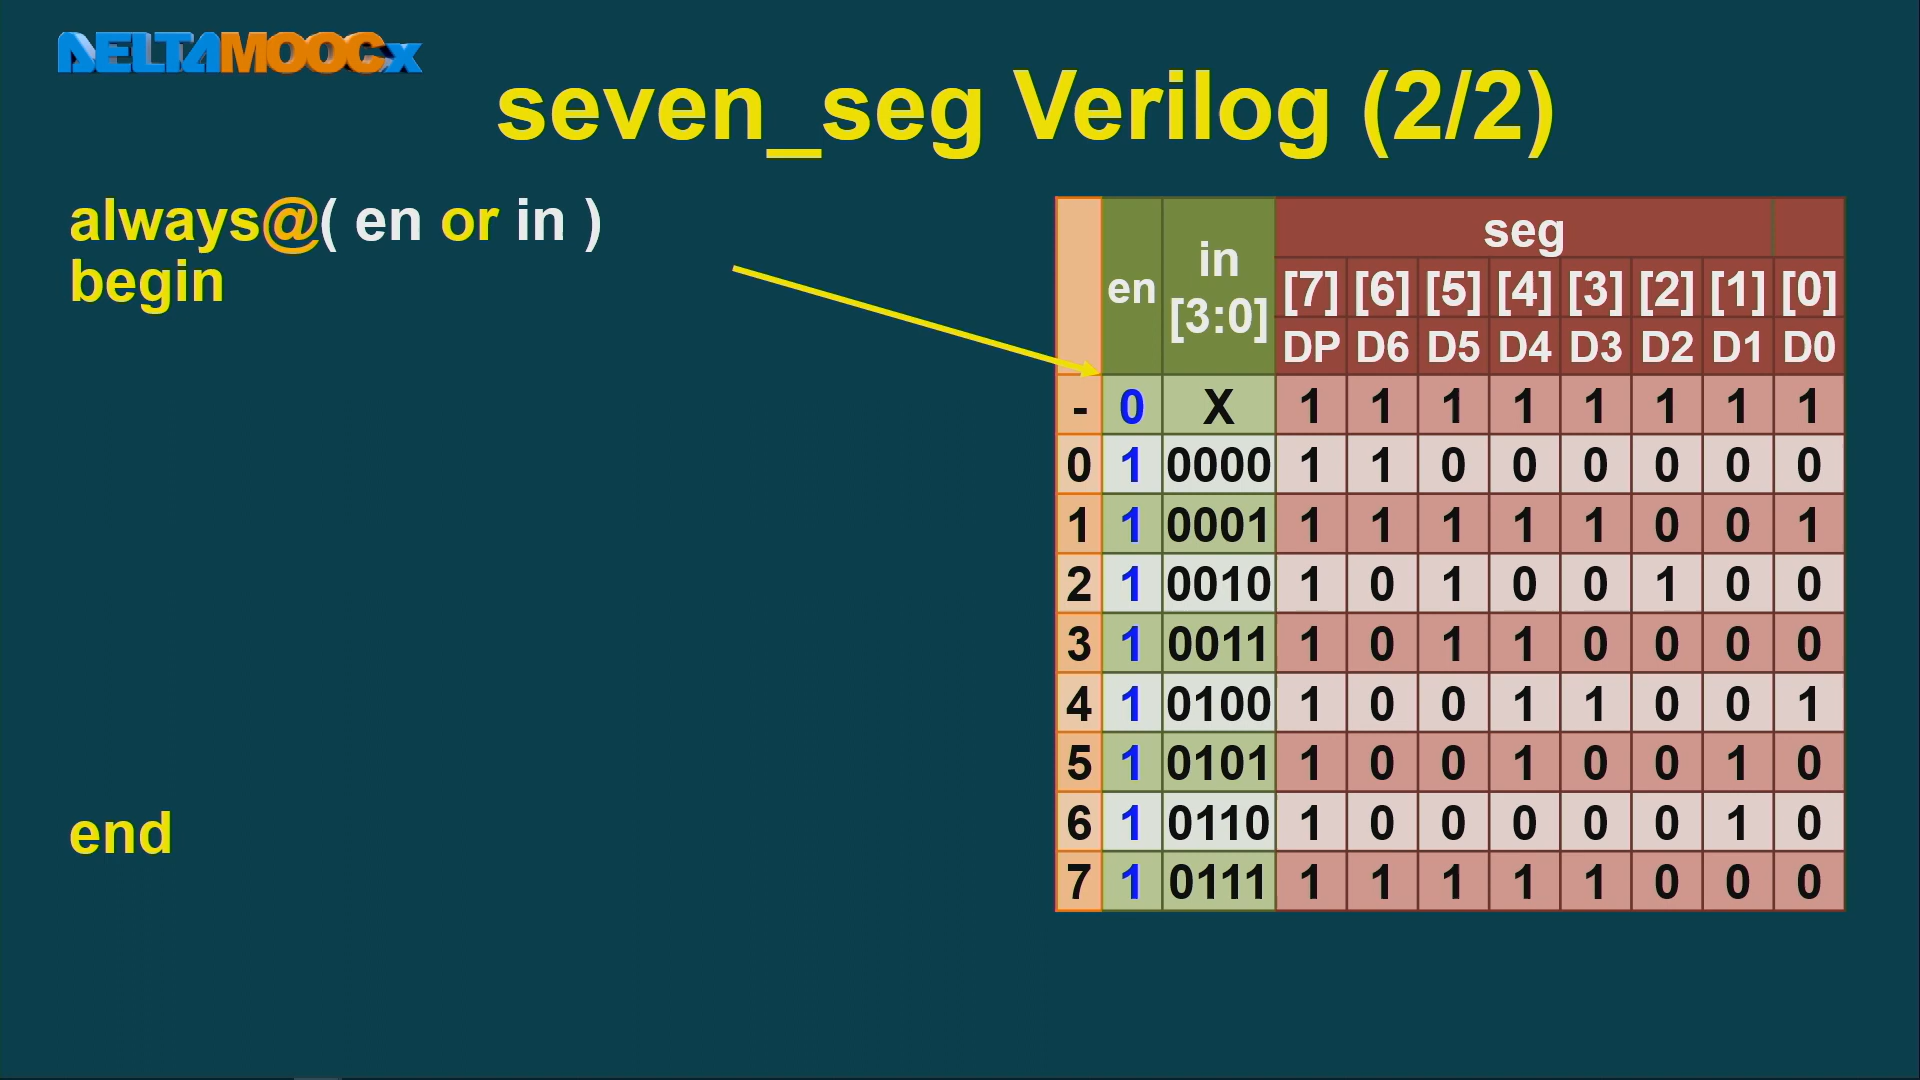 DELTAMOOCx
seven_seg Verilog (2/2)
always@( en or in )
begin
end
en in [3:0] seg
[7] [6] [5] [4] [3] [2] [1] [0]
DP D6 D5 D4 D3 D2 D1 D0
- 0 X 1 1 1 1 1 1 1 1
0 1 0000 1 1 0 0 0 0 0 0
1 1 0001 1 1 1 1 1 0 0 1
2 1 0010 1 0 1 0 0 1 0 0
3 1 0011 1 0 1 1 0 0 0 0
4 1 0100 1 0 0 1 1 0 0 1
5 1 0101 1 0 0 1 0 0 1 0
6 1 0110 1 0 0 0 0 0 1 0
7 1 0111 1 1 1 1 1 0 0 0